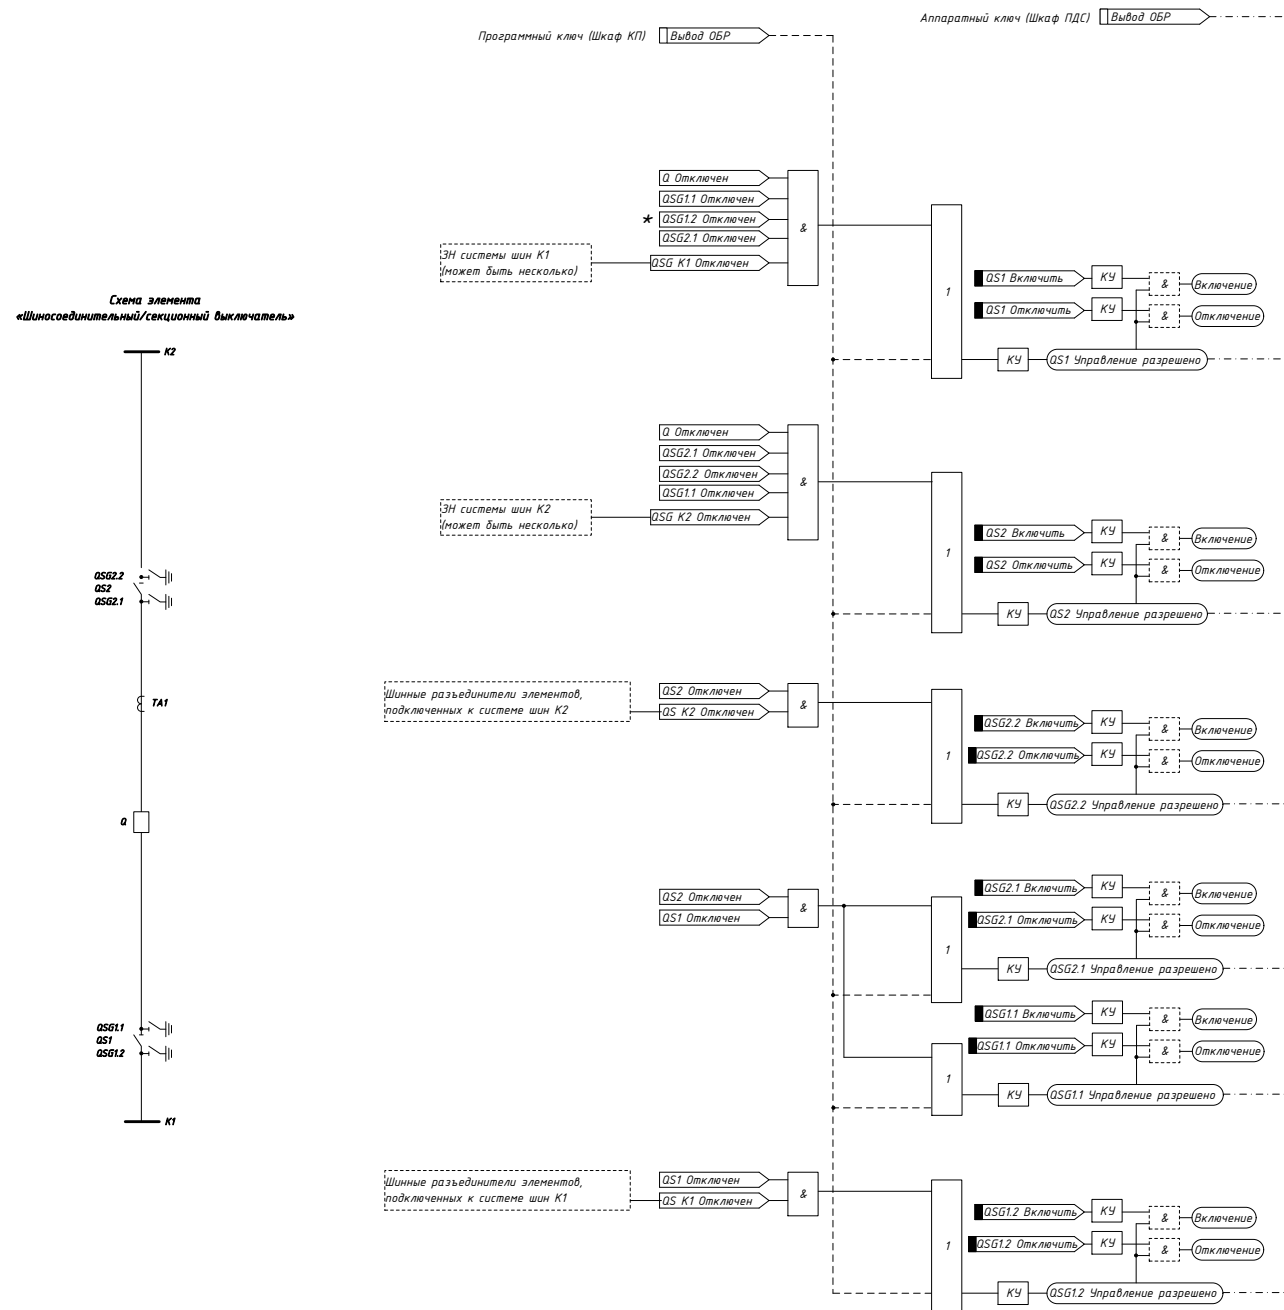 Аппаратный ключ (Шкаф ПДС) Вывод ОБР
Программный ключ (Шкаф КП) Вывод ОБР
Схема элемента
«Шиносоединительный/секционный выключатель»
K2
QSG2.2
QS2
QSG2.1
TA1
Q
QSG1.1
QS1
QSG1.2
K1
Q Отключен
QSG1.1 Отключен
* QSG1.2 Отключен
QSG2.1 Отключен
ЗН системы шин К1
(может быть несколько)
QSG К1 Отключен
&
1
QS1 Включить КУ & Включение
QS1 Отключить КУ & Отключение
КУ QS1 Управление разрешено
Q Отключен
QSG2.1 Отключен
QSG2.2 Отключен
QSG1.1 Отключен
ЗН системы шин К2
(может быть несколько)
QSG К2 Отключен
&
1
QS2 Включить КУ & Включение
QS2 Отключить КУ & Отключение
КУ QS2 Управление разрешено
Шинные разъединители элементов,
подключенных к системе шин К2
QS2 Отключен
QS К2 Отключен
&
1
QSG2.2 Включить КУ & Включение
QSG2.2 Отключить КУ & Отключение
КУ QSG2.2 Управление разрешено
QS2 Отключен
QS1 Отключен
&
1
QSG2.1 Включить КУ & Включение
QSG2.1 Отключить КУ & Отключение
КУ QSG2.1 Управление разрешено
1
QSG1.1 Включить КУ & Включение
QSG1.1 Отключить КУ & Отключение
КУ QSG1.1 Управление разрешено
Шинные разъединители элементов,
подключенных к системе шин К1
QS1 Отключен
QS К1 Отключен
&
1
QSG1.2 Включить КУ & Включение
QSG1.2 Отключить КУ & Отключение
КУ QSG1.2 Управление разрешено